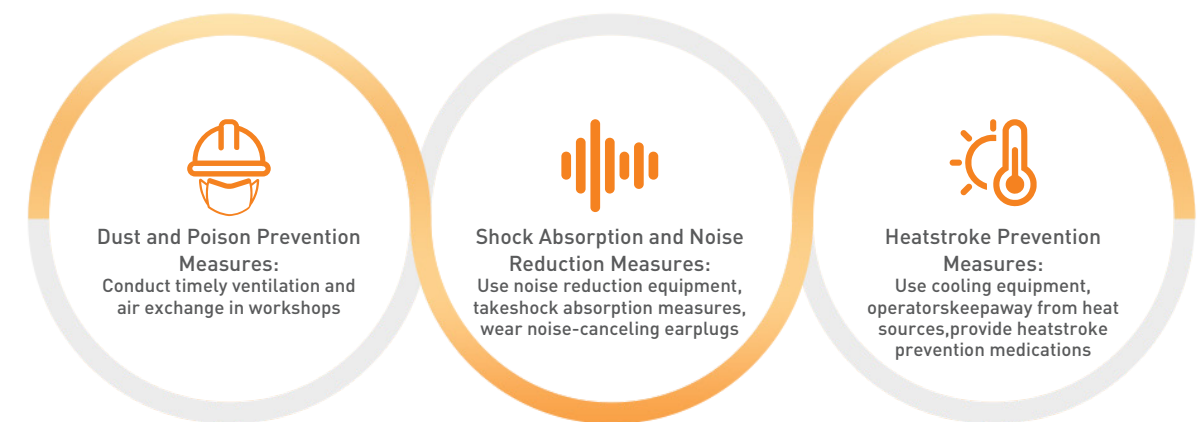 Dust and Poison Prevention
Measures:
Conduct timely ventilation and
air exchange in workshops
Shock Absorption and Noise
Reduction Measures:
Use noise reduction equipment,
takeshock absorption measures,
wear noise-canceling earplugs
Heatstroke Prevention
Measures:
Use cooling equipment,
operatorskeepaway from heat
sources,provide heatstroke
prevention medications